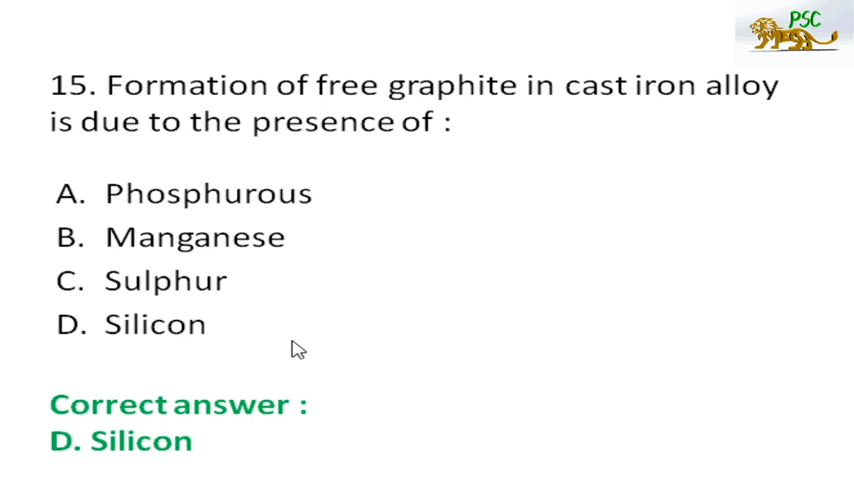 PSC
15. Formation of free graphite in cast iron alloy
is due to the presence of :
A. Phosphurous
B. Manganese
C. Sulphur
D. Silicon
Correct answer :
D. Silicon